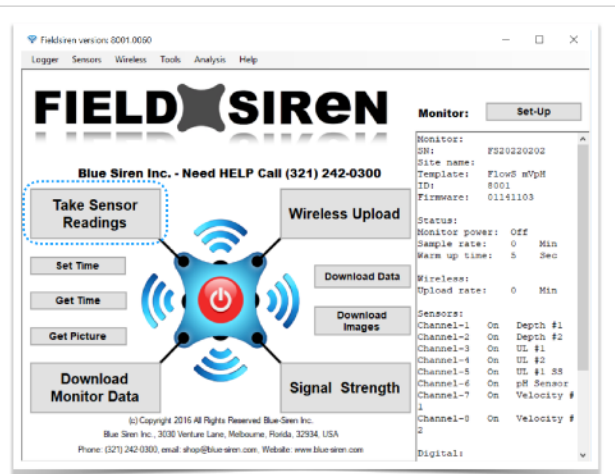 Fieldsiren version: 8001.0060
Logger Sensors Wireless Tools Analysis Help
FIELD SIReN
Blue Siren Inc. - Need HELP Call (321) 242-0300
Take Sensor
Readings
Wireless Upload
Set Time
Get Time
Get Picture
Download Data
Download
Images
Download
Monitor Data
Signal Strength
(c) Copyright 2016 All Rights Reserved Blue-Siren Inc.
Blue Siren Inc., 3030 Venture Lane, Melbourne, Florida, 32934, USA
Phone: (321) 242-0300, email: shop@blue-siren.com, Website: www.blue-siren.com
Monitor: Set-Up
Monitor:
SN: FS20220202
Site name:
Template: FlowS mVpH
ID: 8001
Firmware: 01141103
Status:
Monitor power: Off
Sample rate: 0 Min
Warm up time: 5 Sec
Wireless:
Upload rate: 0 Min
Sensors:
Channel-1 On Depth #1
Channel-2 On Depth #2
Channel-3 On UL #1
Channel-4 On UL #2
Channel-5 On UL #1 SS
Channel-6 On pH Sensor
Channel-7 On Velocity #
1
Channel-8 On Velocity #
2
Digital: